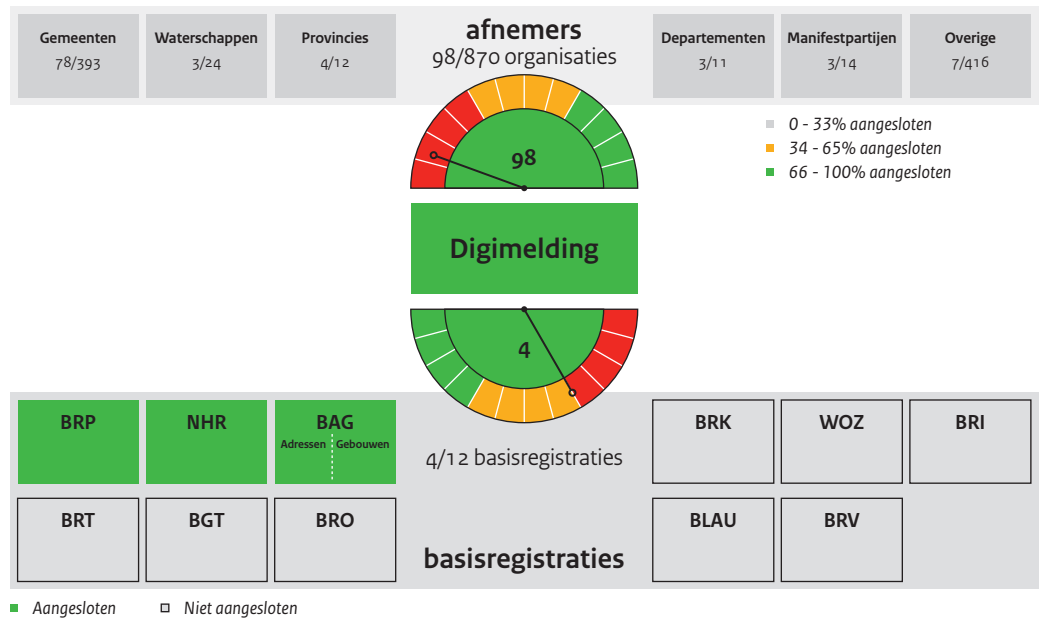 afnemers
98/870 organisaties
Gemeenten
78/393
Waterschappen
3/24
Provincies
4/12
Departementen
3/11
Manifestpartijen
3/14
Overige
7/416
0 - 33% aangesloten
34 - 65% aangesloten
66 - 100% aangesloten
98
Digimelding
4
BRP
NHR
BAG
Adressen Gebouwen
4/12 basisregistraties
BRK
WOZ
BRI
BRT
BGT
BRO
BLAU
BRV
basisregistraties
Aangesloten
Niet aangesloten